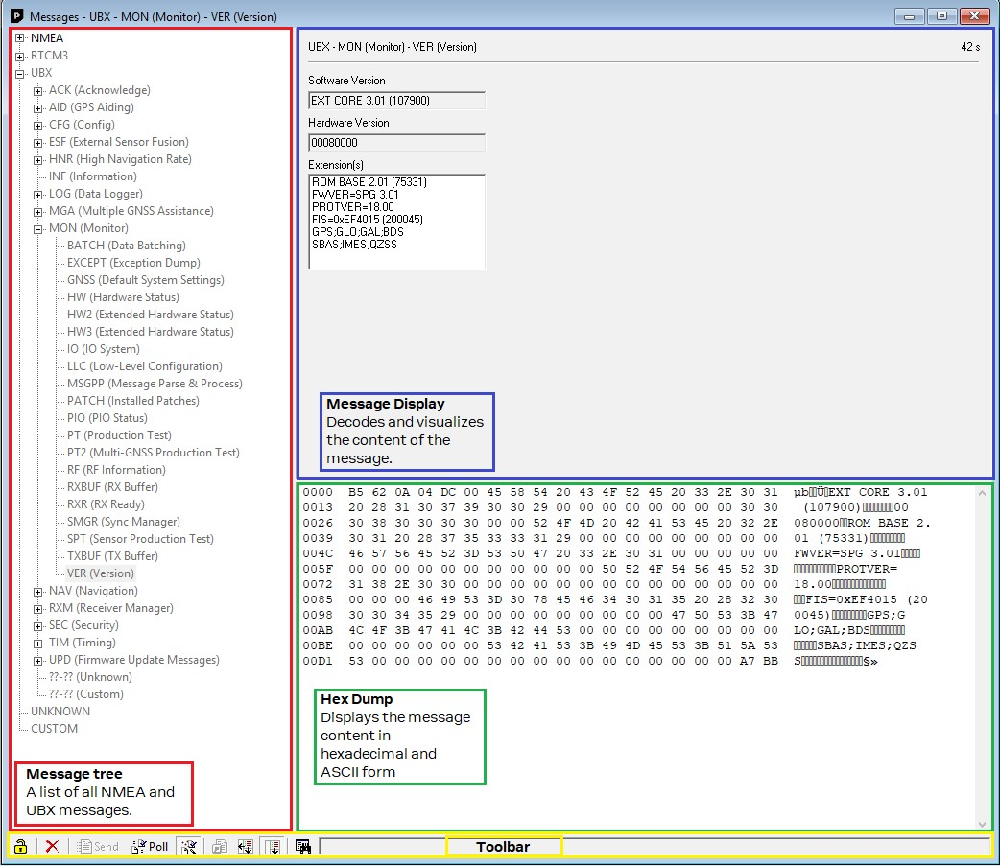 Messages - UBX - MON (Monitor) - VER (Version)
NMEA
RTCM3
UBX
ACK (Acknowledge)
AID (GPS Aiding)
CFG (Config)
ESF (External Sensor Fusion)
HNR (High Navigation Rate)
INF (Information)
LOG (Data Logger)
MGA (Multiple GNSS Assistance)
MON (Monitor)
BATCH (Data Batching)
EXCEPT (Exception Dump)
GNSS (Default System Settings)
HW (Hardware Status)
HW2 (Extended Hardware Status)
HW3 (Extended Hardware Status)
IO (IO System)
LLC (Low-Level Configuration)
MSGPP (Message Parse & Process)
PATCH (Installed Patches)
PIO (PIO Status)
PT (Production Test)
PT2 (Multi-GNSS Production Test)
RF (RF Information)
RXBUF (RX Buffer)
RXR (RX Ready)
SMGR (Sync Manager)
SPT (Sensor Production Test)
TXBUF (TX Buffer)
VER (Version)
NAV (Navigation)
RXM (Receiver Manager)
SEC (Security)
TIM (Timing)
UPD (Firmware Update Messages)
??-?? (Unknown)
??-?? (Custom)
UNKNOWN
CUSTOM
Message tree
A list of all NMEA and
UBX messages.
UBX - MON (Monitor) - VER (Version) 42 s
Software Version
EXT CORE 3.01 (107900)
Hardware Version
00080000
Extension(s)
ROM BASE 2.01 (75331)
FWVER=SPG 3.01
PROTVER=18.00
FIS=0xEF4015 (200045)
GPS;GLO;GAL;BDS
SBAS;IMES;QZSS
Message Display
Decodes and visualizes
the content of the
message.
0000 B5 62 0A 04 DC 00 45 58 54 20 43 4F 52 45 20 33 2E 30 31 µb▯▯Ü▯EXT CORE 3.01
0013 20 28 31 30 37 39 30 30 29 00 00 00 00 00 00 00 00 30 30 (107900)▯▯▯▯▯▯▯▯00
0026 30 38 30 30 30 30 00 00 52 4F 4D 20 42 41 53 45 20 32 2E 080000▯▯ROM BASE 2.
0039 30 31 20 28 37 35 33 33 31 29 00 00 00 00 00 00 00 00 00 01 (75331)▯▯▯▯▯▯▯▯▯
004C 46 57 56 45 52 3D 53 50 47 20 33 2E 30 31 00 00 00 00 00 FWVER=SPG 3.01▯▯▯▯▯
005F 00 00 00 00 00 00 00 00 00 00 00 50 52 4F 54 56 45 52 3D ▯▯▯▯▯▯▯▯▯▯▯PROTVER=
0072 31 38 2E 30 30 00 00 00 00 00 00 00 00 00 00 00 00 00 00 18.00▯▯▯▯▯▯▯▯▯▯▯▯▯▯
0085 00 00 00 46 49 53 3D 30 78 45 46 34 30 31 35 20 28 32 30 ▯▯▯FIS=0xEF4015 (20
0098 30 30 34 35 29 00 00 00 00 00 00 00 00 47 50 53 3B 47 0045)▯▯▯▯▯▯▯▯GPS;G
00AB 4C 4F 3B 47 41 4C 3B 42 44 53 00 00 00 00 00 00 00 00 00 LO;GAL;BDS▯▯▯▯▯▯▯▯▯
00BE 00 00 00 00 00 00 53 42 41 53 3B 49 4D 45 53 3B 51 5A 53 ▯▯▯▯▯▯SBAS;IMES;QZS
00D1 53 00 00 00 00 00 00 00 00 00 00 00 00 00 00 00 00 A7 BB S▯▯▯▯▯▯▯▯▯▯▯▯▯▯▯▯§»
Hex Dump
Displays the message
content in
hexadecimal and
ASCII form
Send Poll Toolbar